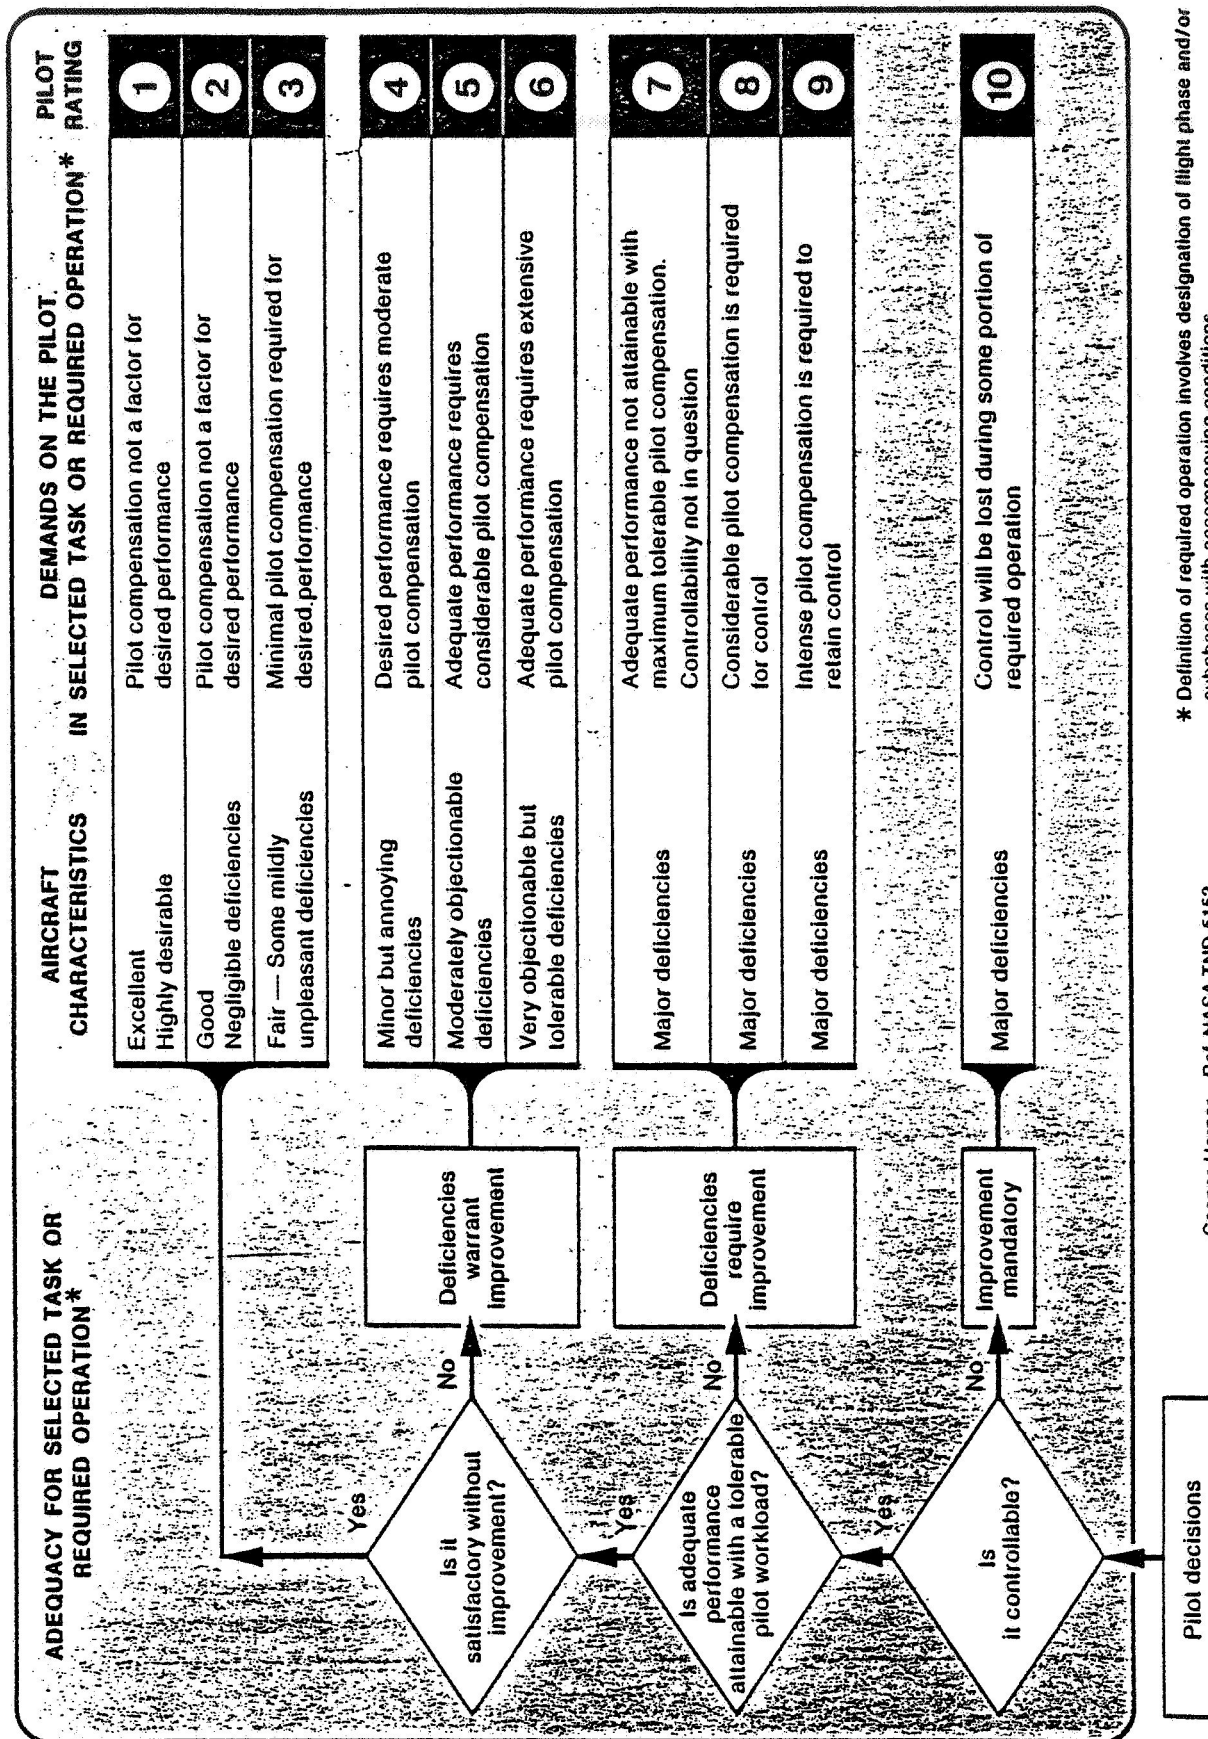 ADEQUACY FOR SELECTED TASK OR
REQUIRED OPERATION*
AIRCRAFT
CHARACTERISTICS
DEMANDS ON THE PILOT
IN SELECTED TASK OR REQUIRED OPERATION*
PILOT
RATING
Excellent
Highly desirable
Pilot compensation not a factor for
desired performance
1
Good
Negligible deficiencies
Pilot compensation not a factor for
desired performance
2
Fair — Some mildly
unpleasant deficiencies
Minimal pilot compensation required for
desired performance
3
Yes
Is it
satisfactory without
improvement?
No
Deficiencies
warrant
improvement
Minor but annoying
deficiencies
Desired performance requires moderate
pilot compensation
4
Moderately objectionable
deficiencies
Adequate performance requires
considerable pilot compensation
5
Very objectionable but
tolerable deficiencies
Adequate performance requires extensive
pilot compensation
6
Yes
Is adequate
performance
attainable with a tolerable
pilot workload?
No
Deficiencies
require
improvement
Major deficiencies
Adequate performance not attainable with
maximum tolerable pilot compensation.
Controllability not in question
7
Major deficiencies
Considerable pilot compensation is required
for control
8
Major deficiencies
Intense pilot compensation is required to
retain control
9
Yes
Is
it controllable?
No
Improvement
mandatory
Major deficiencies
Control will be lost during some portion of
required operation
10
Pilot decisions
* Definition of required operation involves designation of flight phase and/or